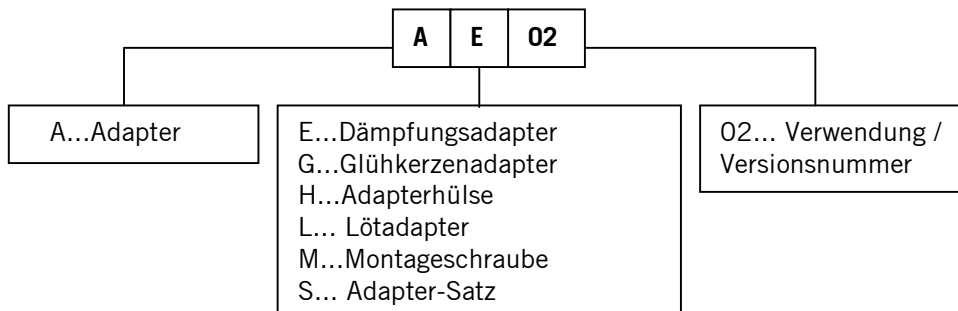 A E 02
A...Adapter
E...Dämpfungsadapter
G...Glühkerzenadapter
H...Adapterhülse
L... Lötadapter
M...Montageschraube
S... Adapter-Satz
02... Verwendung /
Versionsnummer